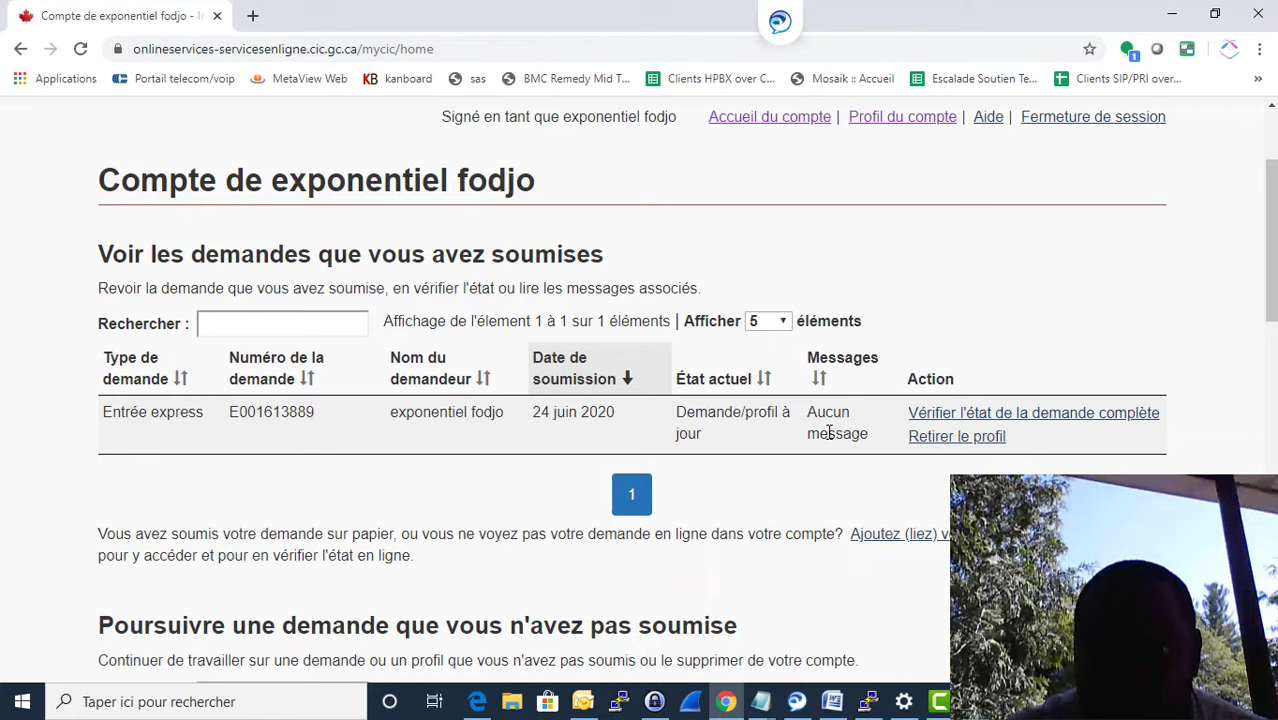 Compte de exponentiel fodjo - I
onlineservices-servicesenligne.cic.gc.ca/mycic/home
Applications Portail telecom/voip MetaView Web KB kanboard sas BMC Remedy Mid T... Clients HPBX over C... Mosaik :: Accueil Escalade Soutien Te... Clients SIP/PRI over... »
Signé en tant que exponentiel fodjo Accueil du compte | Profil du compte | Aide | Fermeture de session
Compte de exponentiel fodjo
Voir les demandes que vous avez soumises
Revoir la demande que vous avez soumise, en vérifier l'état ou lire les messages associés.
Rechercher : Affichage de l'élement 1 à 1 sur 1 éléments | Afficher 5 éléments
Type de demande Numéro de la demande Nom du demandeur Date de soumission État actuel Messages Action
Entrée express E001613889 exponentiel fodjo 24 juin 2020 Demande/profil à jour Aucun message Vérifier l'état de la demande complète
Retirer le profil
1
Vous avez soumis votre demande sur papier, ou vous ne voyez pas votre demande en ligne dans votre compte? Ajoutez (liez) v
pour y accéder et pour en vérifier l'état en ligne.
Poursuivre une demande que vous n'avez pas soumise
Continuer de travailler sur une demande ou un profil que vous n'avez pas soumis ou le supprimer de votre compte.
Taper ici pour rechercher